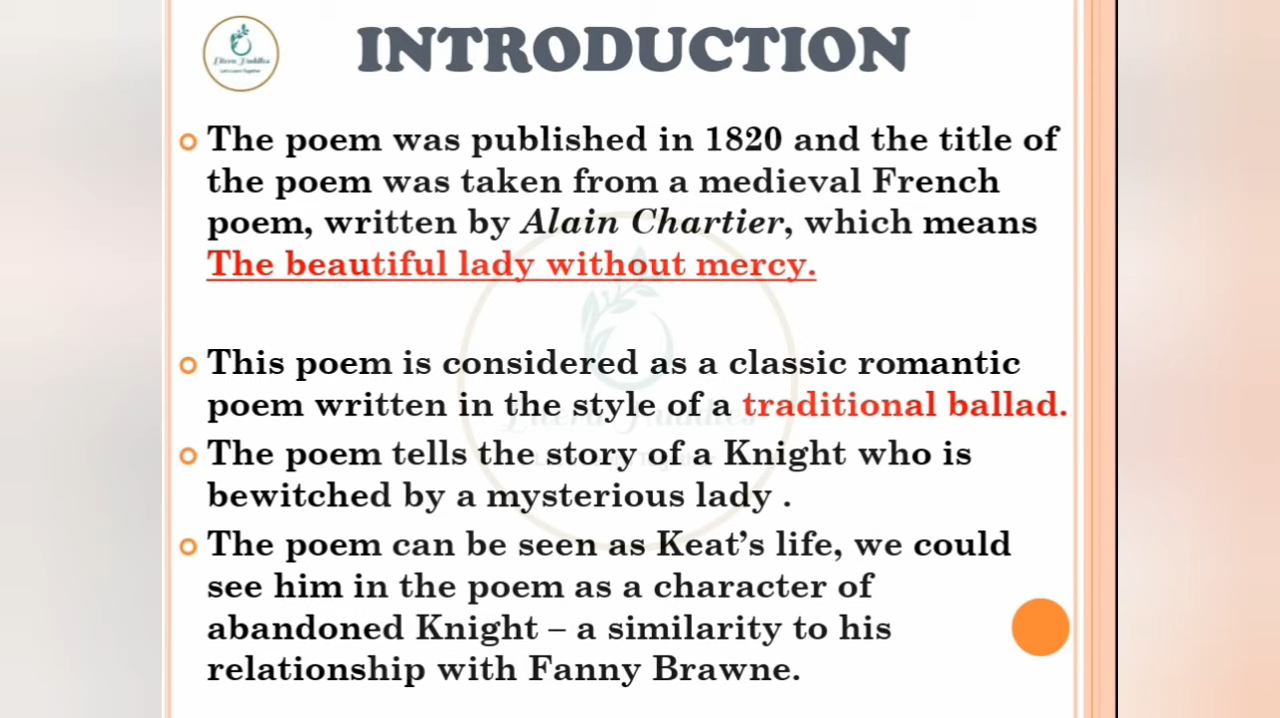 INTRODUCTION
The poem was published in 1820 and the title of
the poem was taken from a medieval French
poem, written by Alain Chartier, which means
The beautiful lady without mercy.
This poem is considered as a classic romantic
poem written in the style of a traditional ballad.
The poem tells the story of a Knight who is
bewitched by a mysterious lady .
The poem can be seen as Keat’s life, we could
see him in the poem as a character of
abandoned Knight – a similarity to his
relationship with Fanny Brawne.